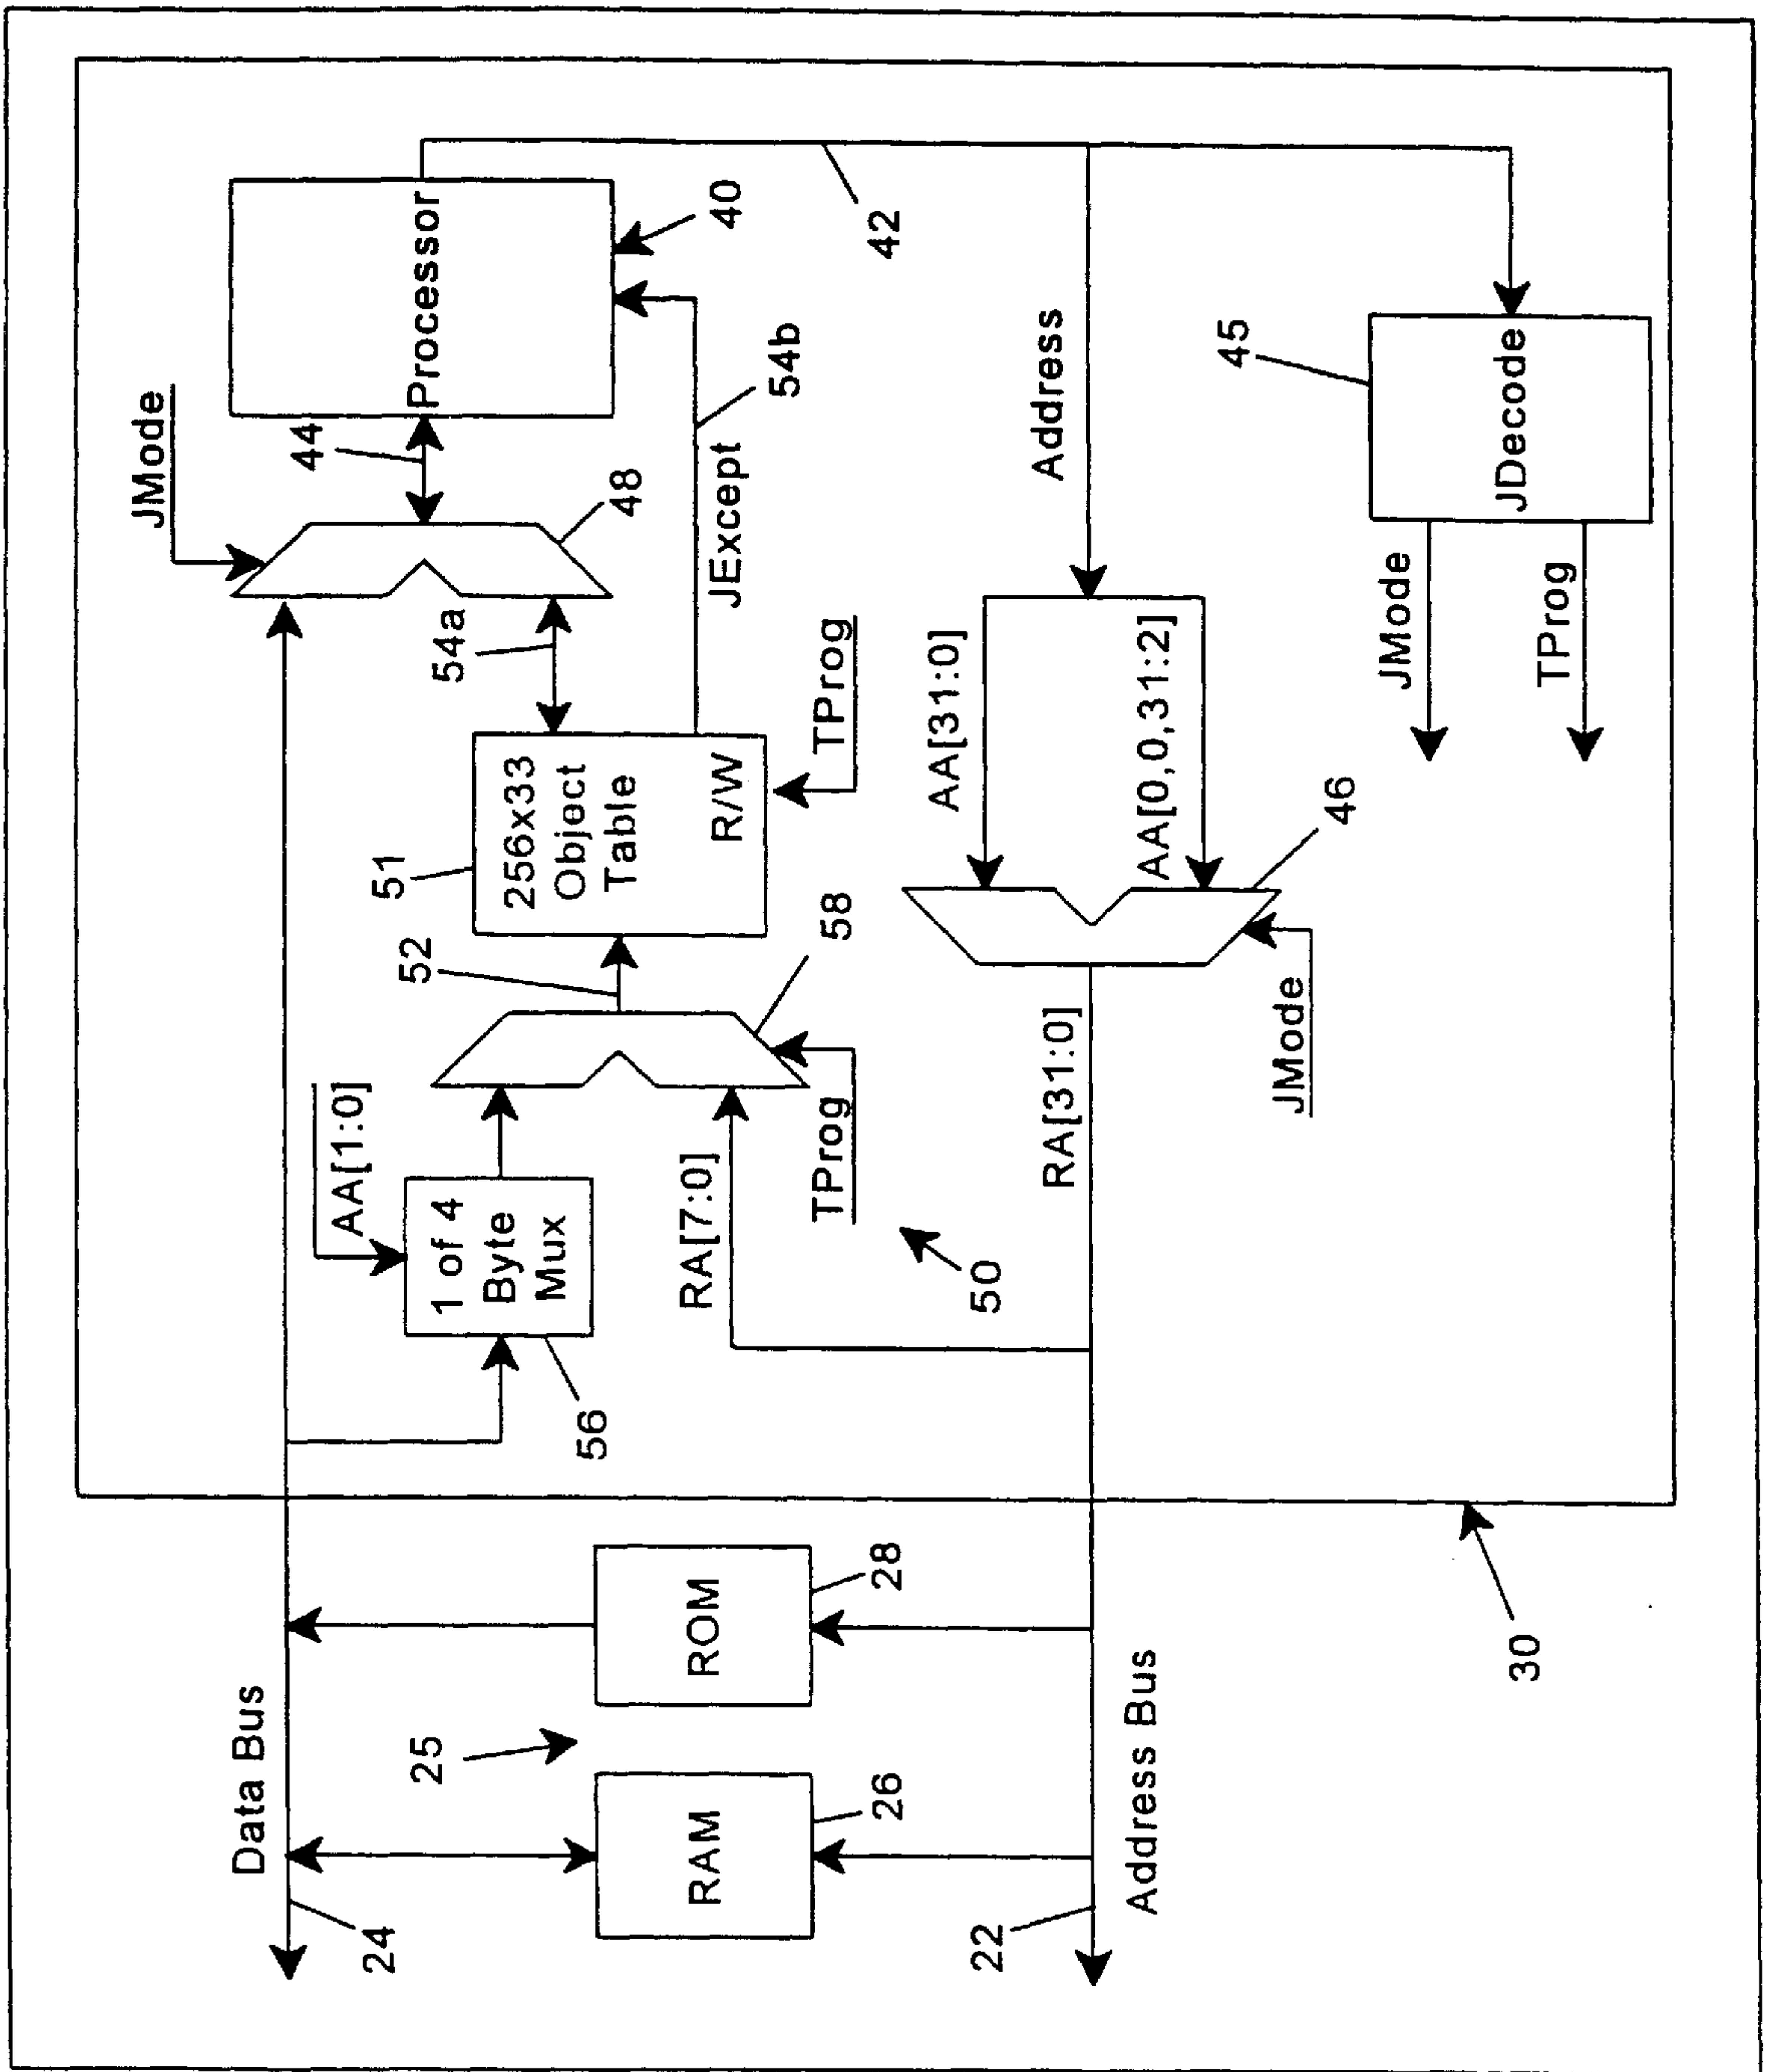 Data Bus
24
25
RAM
26
ROM
28
22
Address Bus
30
56
1 of 4
Byte
Mux
AA[1:0]
RA[7:0]
TProg
50
58
52
51
256x33
Object
Table
R/W
TProg
54a
JMode
44
48
Processor
40
JExcept
54b
42
Address
AA[31:0]
AA[0,0,31:2]
46
RA[31:0]
JMode
45
JDecode
JMode
TProg